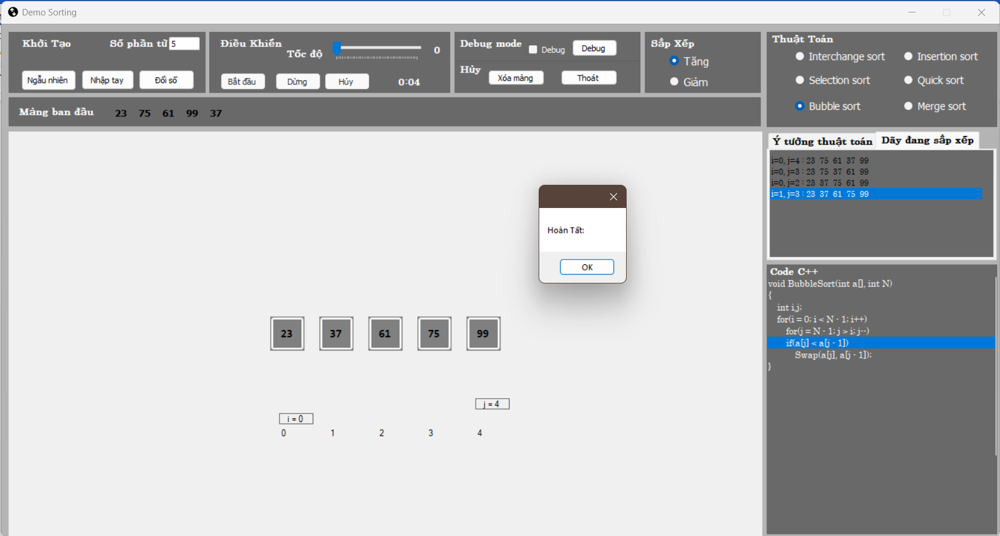 Demo Sorting
Khởi Tạo
Số phần tử 5
Ngẫu nhiên Nhập tay Đổi số
Điều Khiển
Tốc độ 0
Bắt đầu Dừng Hủy 0:04
Debug mode Debug Debug
Hủy Xóa mảng Thoát
Sắp Xếp
Tăng
Giảm
Thuật Toán
Interchange sort Insertion sort
Selection sort Quick sort
Bubble sort Merge sort
Mảng ban đầu 23 75 61 99 37
Ý tưởng thuật toán Dãy đang sắp xếp
i=0, j=4 : 23 75 61 37 99
i=0, j=3 : 23 75 37 61 99
i=0, j=2 : 23 37 75 61 99
i=1, j=3 : 23 37 61 75 99
Hoàn Tất:
OK
23 37 61 75 99
j = 4
i = 0
0 1 2 3 4
Code C++
void BubbleSort(int a[], int N)
{
int i,j;
for(i = 0; i < N - 1; i++)
for(j = N - 1; j > i; j--)
if(a[j] < a[j - 1])
Swap(a[j], a[j - 1]);
}